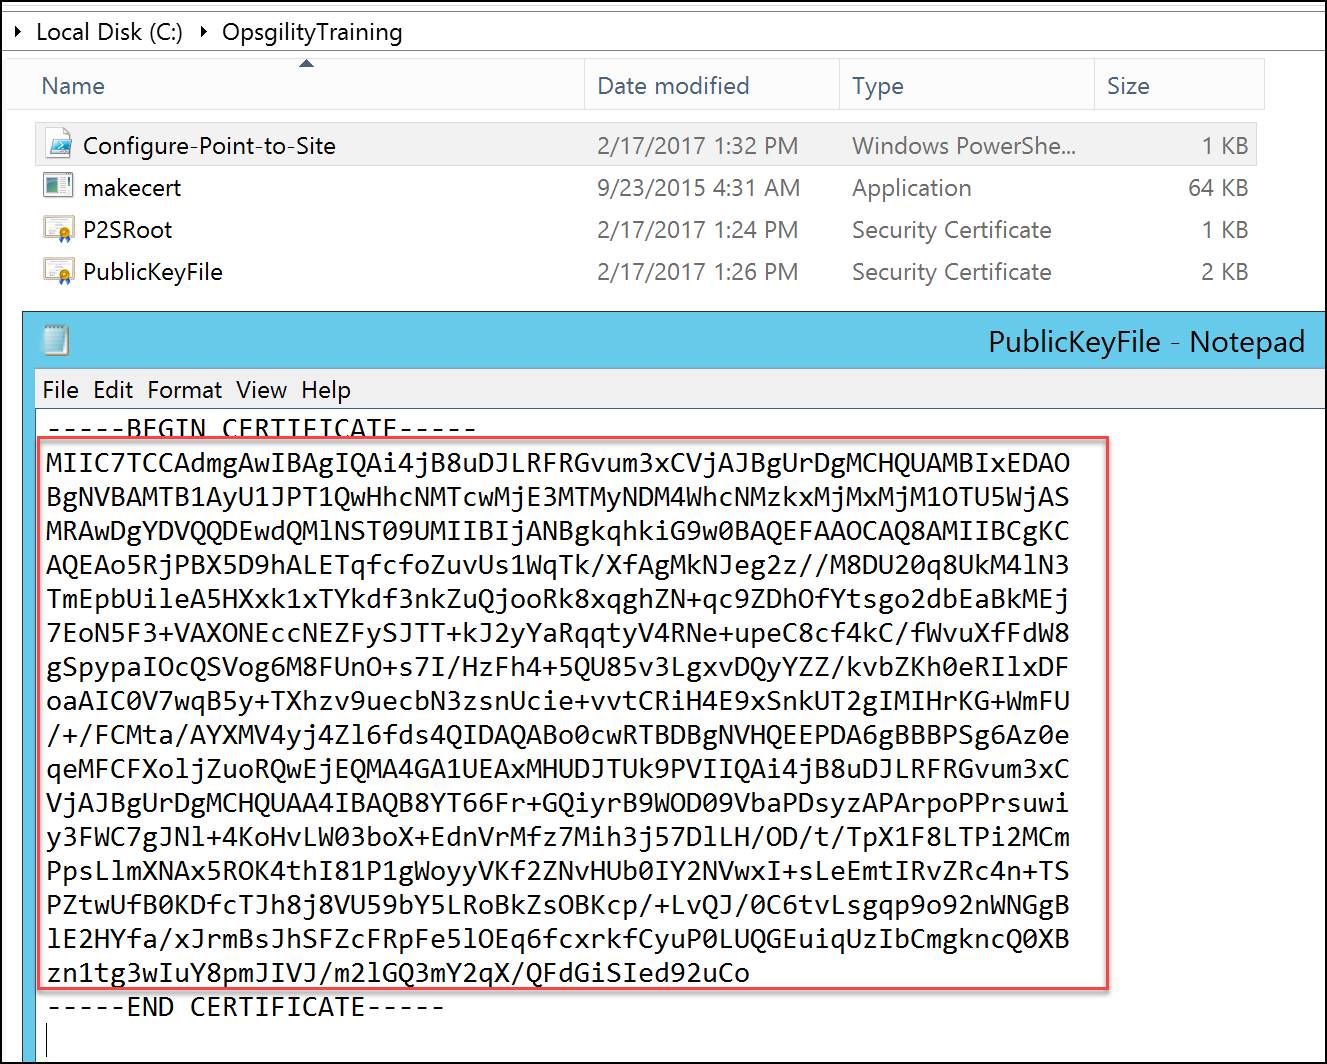 Local Disk (C:) OpsgilityTraining
Name Date modified Type Size
Configure-Point-to-Site 2/17/2017 1:32 PM Windows PowerShe... 1 KB
makecert 9/23/2015 4:31 AM Application 64 KB
P2SRoot 2/17/2017 1:24 PM Security Certificate 1 KB
PublicKeyFile 2/17/2017 1:26 PM Security Certificate 2 KB
PublicKeyFile - Notepad
File Edit Format View Help
-----BEGIN CERTIFICATE-----
MIIC7TCCAdmgAwIBAgIQAi4jB8uDJLRFRGvum3xCVjAJBgUrDgMCHQUAMBIxEDAO
BgNVBAMTB1AyU1JPT1QwHhcNMTcwMjE3MTMyNDM4WhcNMzkxMjMxMjM1OTU5WjAS
MRAwDgYDVQQDEwdQMlNST09UMIIBIjANBgkqhkiG9w0BAQEFAAOCAQ8AMIIBCgKC
AQEAo5RjPBX5D9hALETqfcfoZuvUs1WqTk/XfAgMkNJeg2z//M8DU20q8UkM4lN3
TmEpbUileA5HXxk1xTYkdf3nkZuQjooRk8xqghZN+qc9ZDhOfYtsgo2dbEaBkMEj
7EoN5F3+VAXONEccNEZFySJTT+kJ2yYaRqqtyV4RNe+upeC8cf4kC/fWvuXfFdW8
gSpypaIOcQSVog6M8FUnO+s7I/HzFh4+5QU85v3LgxvDQyYZZ/kvbZKh0eRIlxDF
oaAIC0V7wqB5y+TXhzv9uecbN3zsnUcie+vvtCRiH4E9xSnkUT2gIMIHrKG+WmFU
/+/FCMta/AYXMV4yj4Zl6fds4QIDAQABo0cwRTBDBgNVHQEEPDA6gBBBPSg6Az0e
qeMFCFXoljZuoRQwEjEQMA4GA1UEAxMHUDJTUk9PVIIQAi4jB8uDJLRFRGvum3xC
VjAJBgUrDgMCHQUAA4IBAQB8YT66Fr+GQiyrB9WOD09VbaPDsyzAPArpoPPrsuwi
y3FWC7gJNl+4KoHvLW03boX+EdnVrMfz7Mih3j57DlLH/OD/t/TpX1F8LTPi2MCm
PpsLlmXNAx5ROK4thI81P1gWoyyVKf2ZNvHUb0IY2NVwxI+sLeEmtIRvZRc4n+TS
PZtwUfB0KDfcTJh8j8VU59bY5LRoBkZsOBKcp/+LvQJ/0C6tvLsgqp9o92nWNGgB
lE2HYfa/xJrmBsJhSFZcFRpFe5lOEq6fcxrkfCyuP0LUQGEuiqUzIbCmgkncQ0XB
zn1tg3wIuY8pmJIVJ/m2lGQ3mY2qX/QFdGiSIed92uCo
-----END CERTIFICATE-----